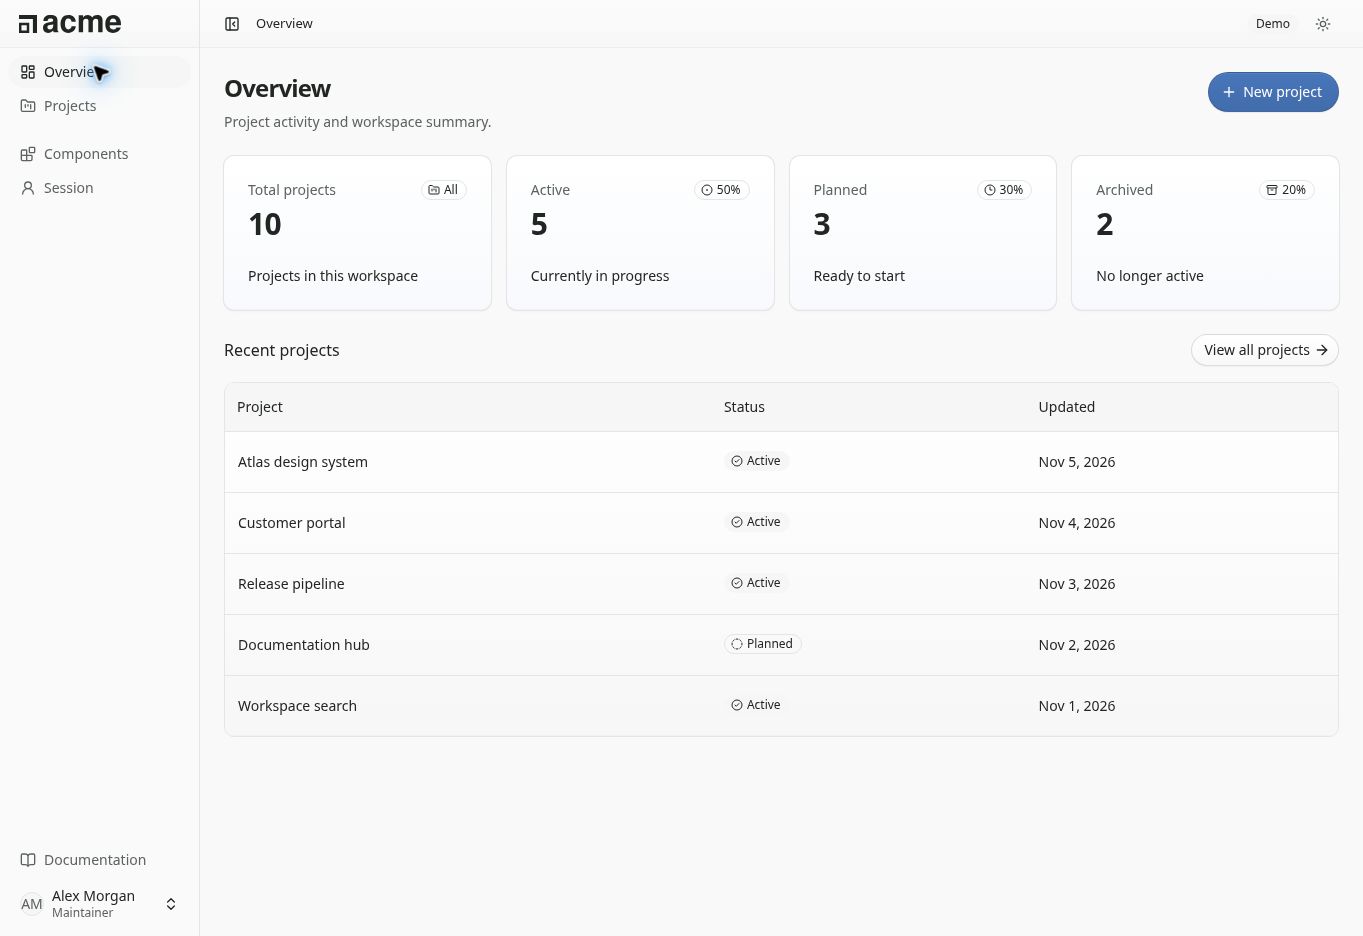 acme
Overview
Demo
Overview
Projects
Components
Session
Overview
Project activity and workspace summary.
New project
Total projects
All
10
Projects in this workspace
Active
50%
5
Currently in progress
Planned
30%
3
Ready to start
Archived
20%
2
No longer active
Recent projects
View all projects
Project Status Updated
Atlas design system Active Nov 5, 2026
Customer portal Active Nov 4, 2026
Release pipeline Active Nov 3, 2026
Documentation hub Planned Nov 2, 2026
Workspace search Active Nov 1, 2026
Documentation
AM
Alex Morgan
Maintainer